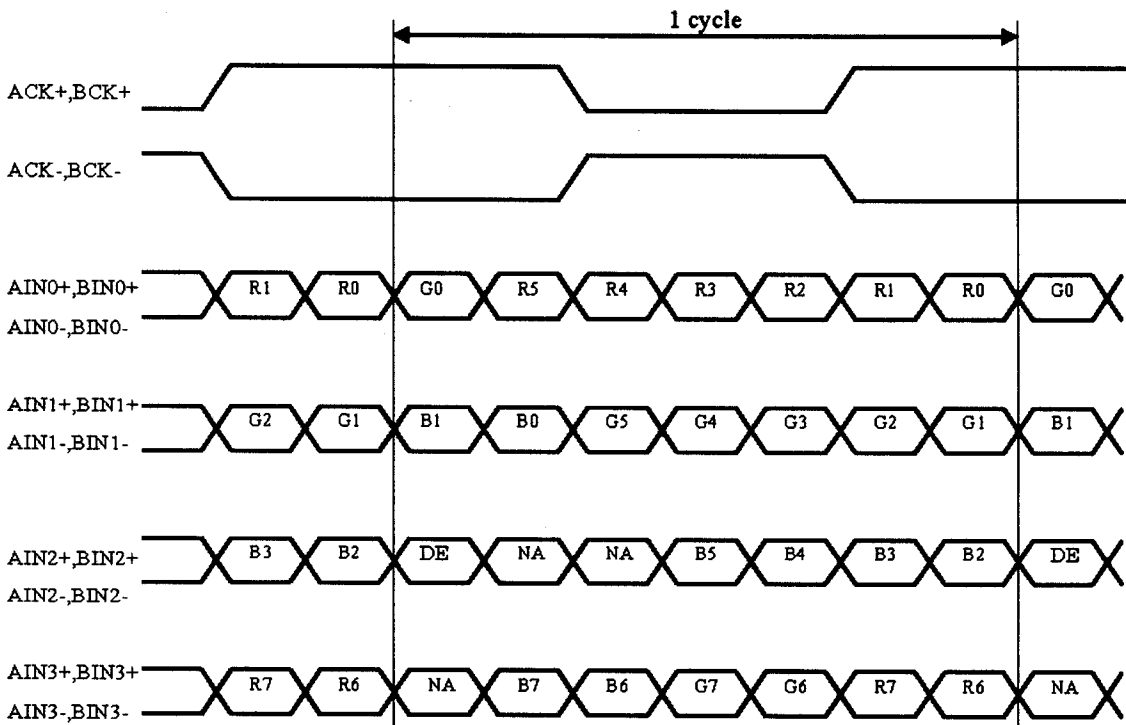 1 cycle
ACK+,BCK+
ACK-,BCK-
AIN0+,BIN0+
R1 R0 G0 R5 R4 R3 R2 R1 R0 G0
AIN0-,BIN0-
AIN1+,BIN1+
G2 G1 B1 B0 G5 G4 G3 G2 G1 B1
AIN1-,BIN1-
AIN2+,BIN2+
B3 B2 DE NA NA B5 B4 B3 B2 DE
AIN2-,BIN2-
AIN3+,BIN3+
R7 R6 NA B7 B6 G7 G6 R7 R6 NA
AIN3-,BIN3-